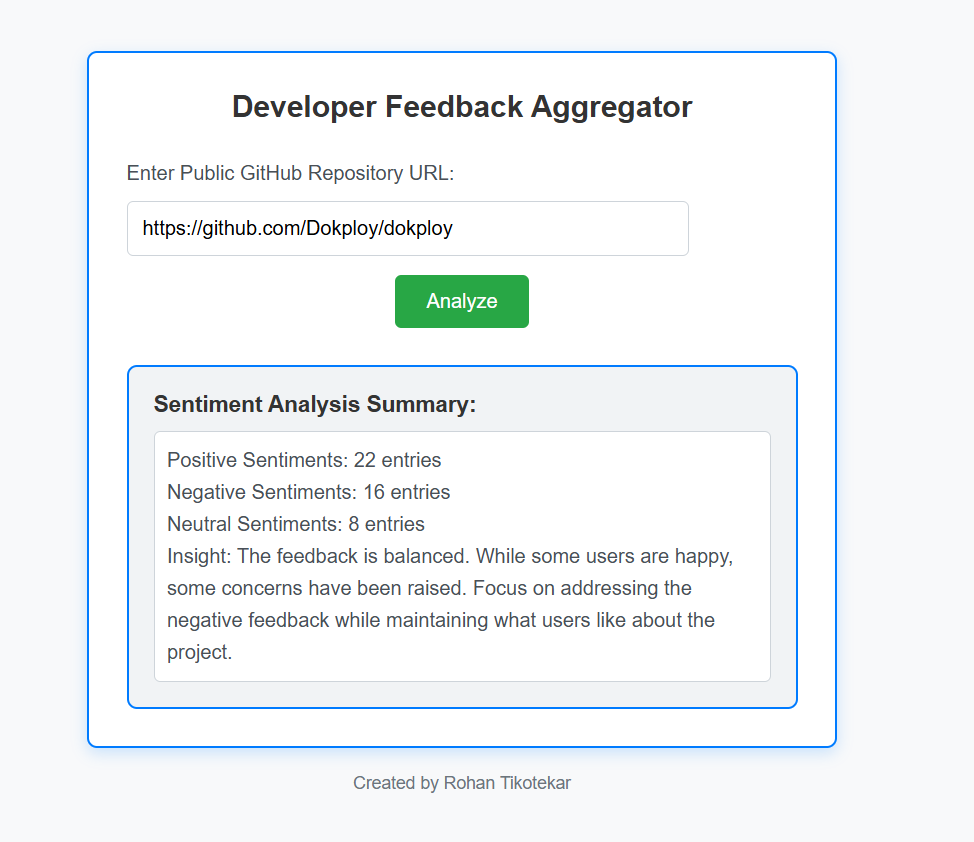 Developer Feedback Aggregator
Enter Public GitHub Repository URL:
https://github.com/Dokploy/dokploy
Analyze
Sentiment Analysis Summary:
Positive Sentiments: 22 entries
Negative Sentiments: 16 entries
Neutral Sentiments: 8 entries
Insight: The feedback is balanced. While some users are happy,
some concerns have been raised. Focus on addressing the
negative feedback while maintaining what users like about the
project.
Created by Rohan Tikotekar